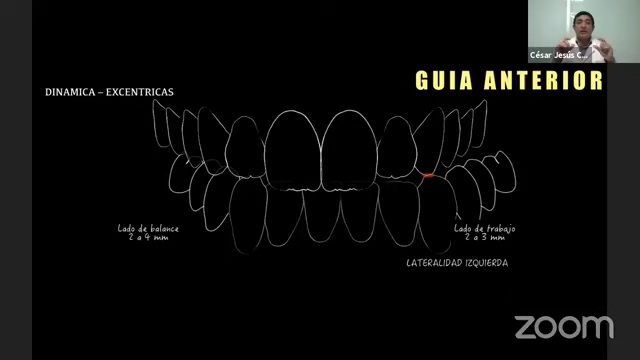 César Jesús C...
GUIA ANTERIOR
DINAMICA – EXCENTRICAS
Lado de balance
2 a 4 mm
Lado de trabajo
2 a 3 mm
LATERALIDAD IZQUIERDA
zoom